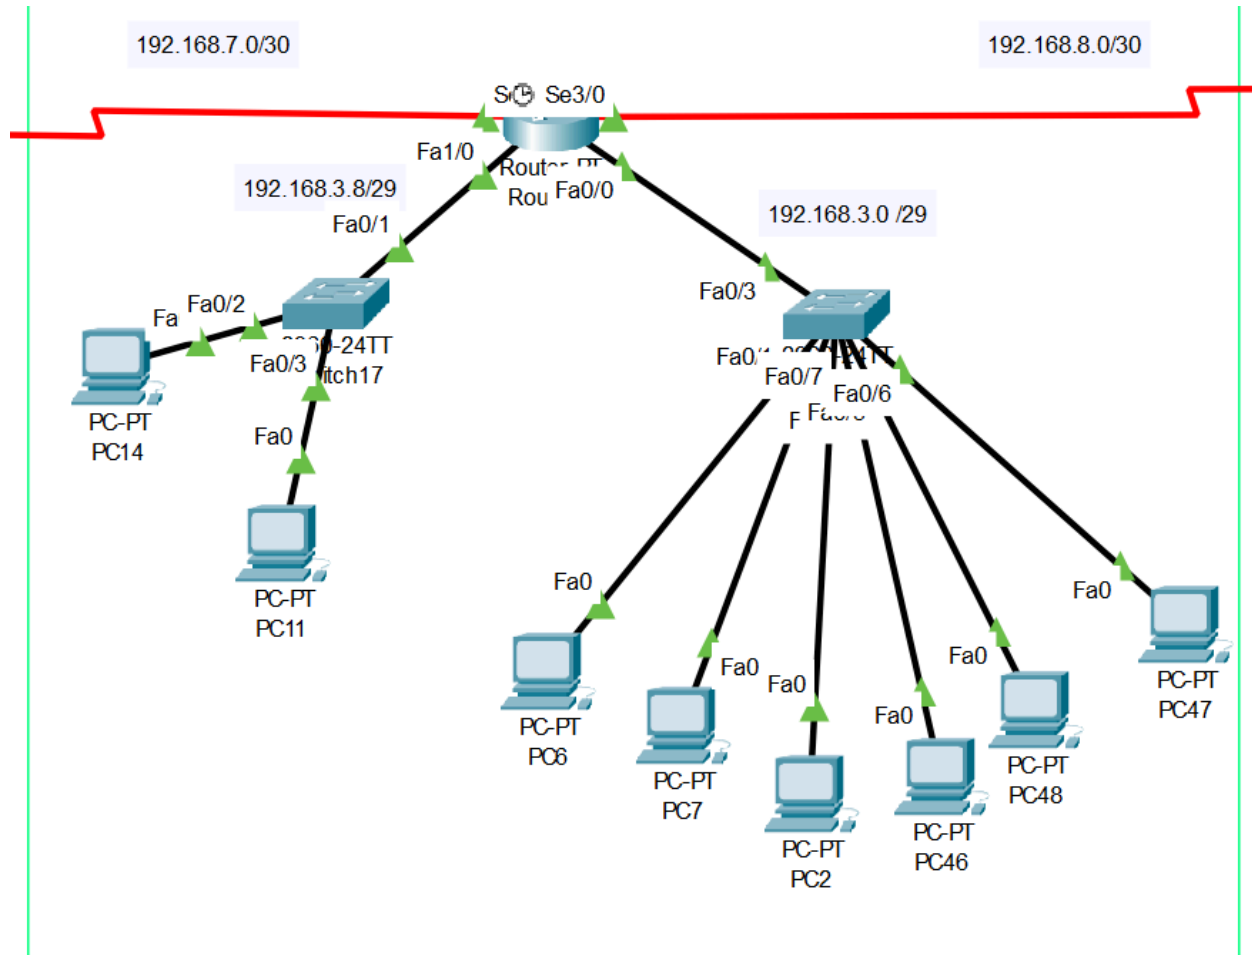 192.168.7.0/30
192.168.8.0/30
Se3/0
Fa1/0
Fa0/0
192.168.3.8/29
192.168.3.0 /29
Fa0/1
Fa0/3
Fa
Fa0/2
-24TT
Fa0/3
itch17
Fa0/7
Fa0/6
PC-PT
PC14
Fa0
PC-PT
PC11
Fa0
Fa0
Fa0
Fa0
Fa0
Fa0
PC-PT
PC47
PC-PT
PC6
PC-PT
PC7
PC-PT
PC48
PC-PT
PC46
PC-PT
PC2